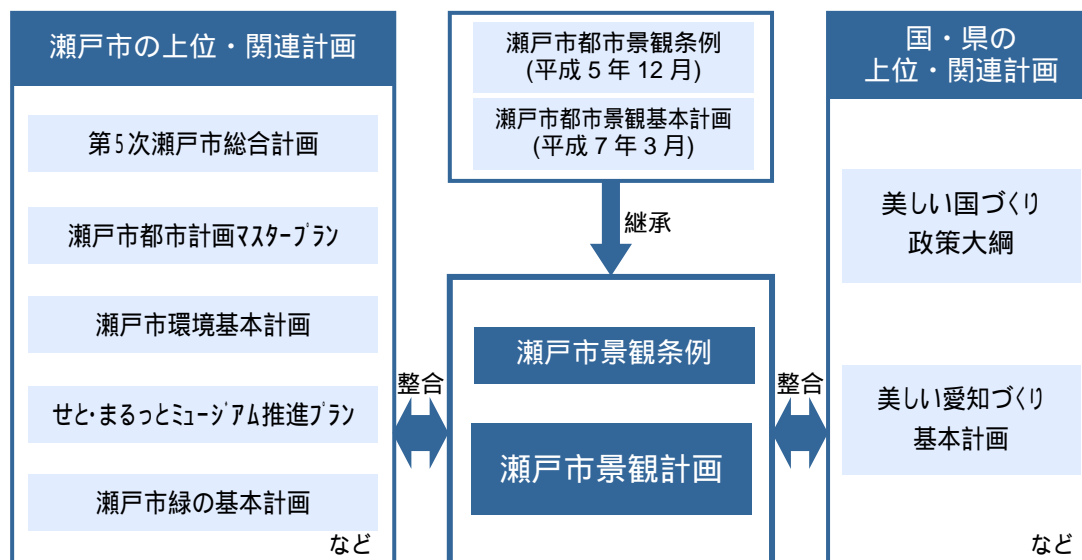 瀬戸市の上位・関連計画
第5次瀬戸市総合計画
瀬戸市都市計画ﾏｽﾀｰﾌﾟﾗﾝ
瀬戸市環境基本計画
せと・まるっとﾐｭｰｼﾞｱﾑ推進ﾌﾟﾗﾝ
瀬戸市緑の基本計画
など
瀬戸市都市景観条例
(平成 5 年 12 月)
瀬戸市都市景観基本計画
(平成 7 年 3 月)
継承
整合
瀬戸市景観条例
瀬戸市景観計画
整合
国・県の
上位・関連計画
美しい国づくり
政策大綱
美しい愛知づくり
基本計画
など